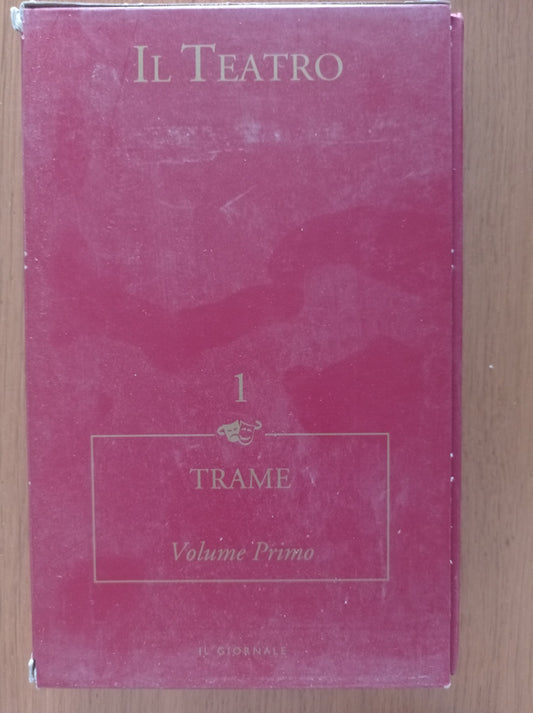 IL TEATRO
1
TRAME
Volume Primo
IL GIORNALE